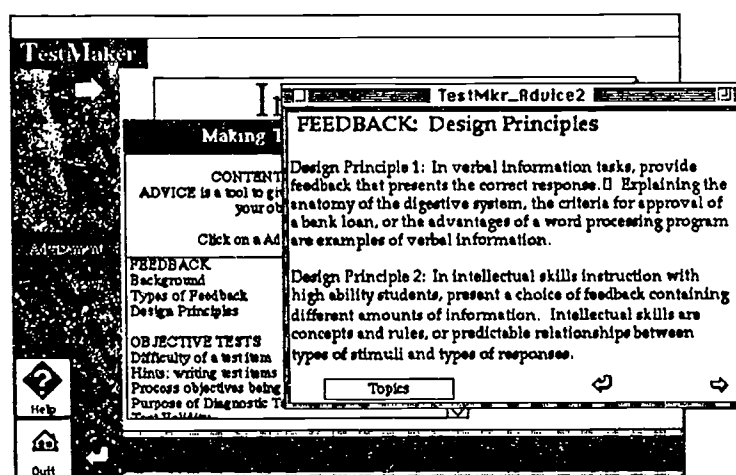 TestMaker
TestMkr_Advice2
FEEDBACK: Design Principles
Design Principle 1: In verbal information tasks, provide
feedback that presents the correct response.▯ Explaining the
anatomy of the digestive system, the criteria for approval of
a bank loan, or the advantages of a word processing program
are examples of verbal information.
Design Principle 2: In intellectual skills instruction with
high ability students, present a choice of feedback containing
different amounts of information. Intellectual skills are
concepts and rules, or predictable relationships between
types of stimuli and types of responses.
Topics
In
Making T
CONTENT
ADVICE is a tool to gi
your ob
Click on a Ad
FEEDBACK
Background
Types of Feedback
Design Principles
OBJECTIVE TESTS
Difficulty of a test item
Hints: writing test items
Process objectives being
Purpose of Diagnostic Te
Help
Quit